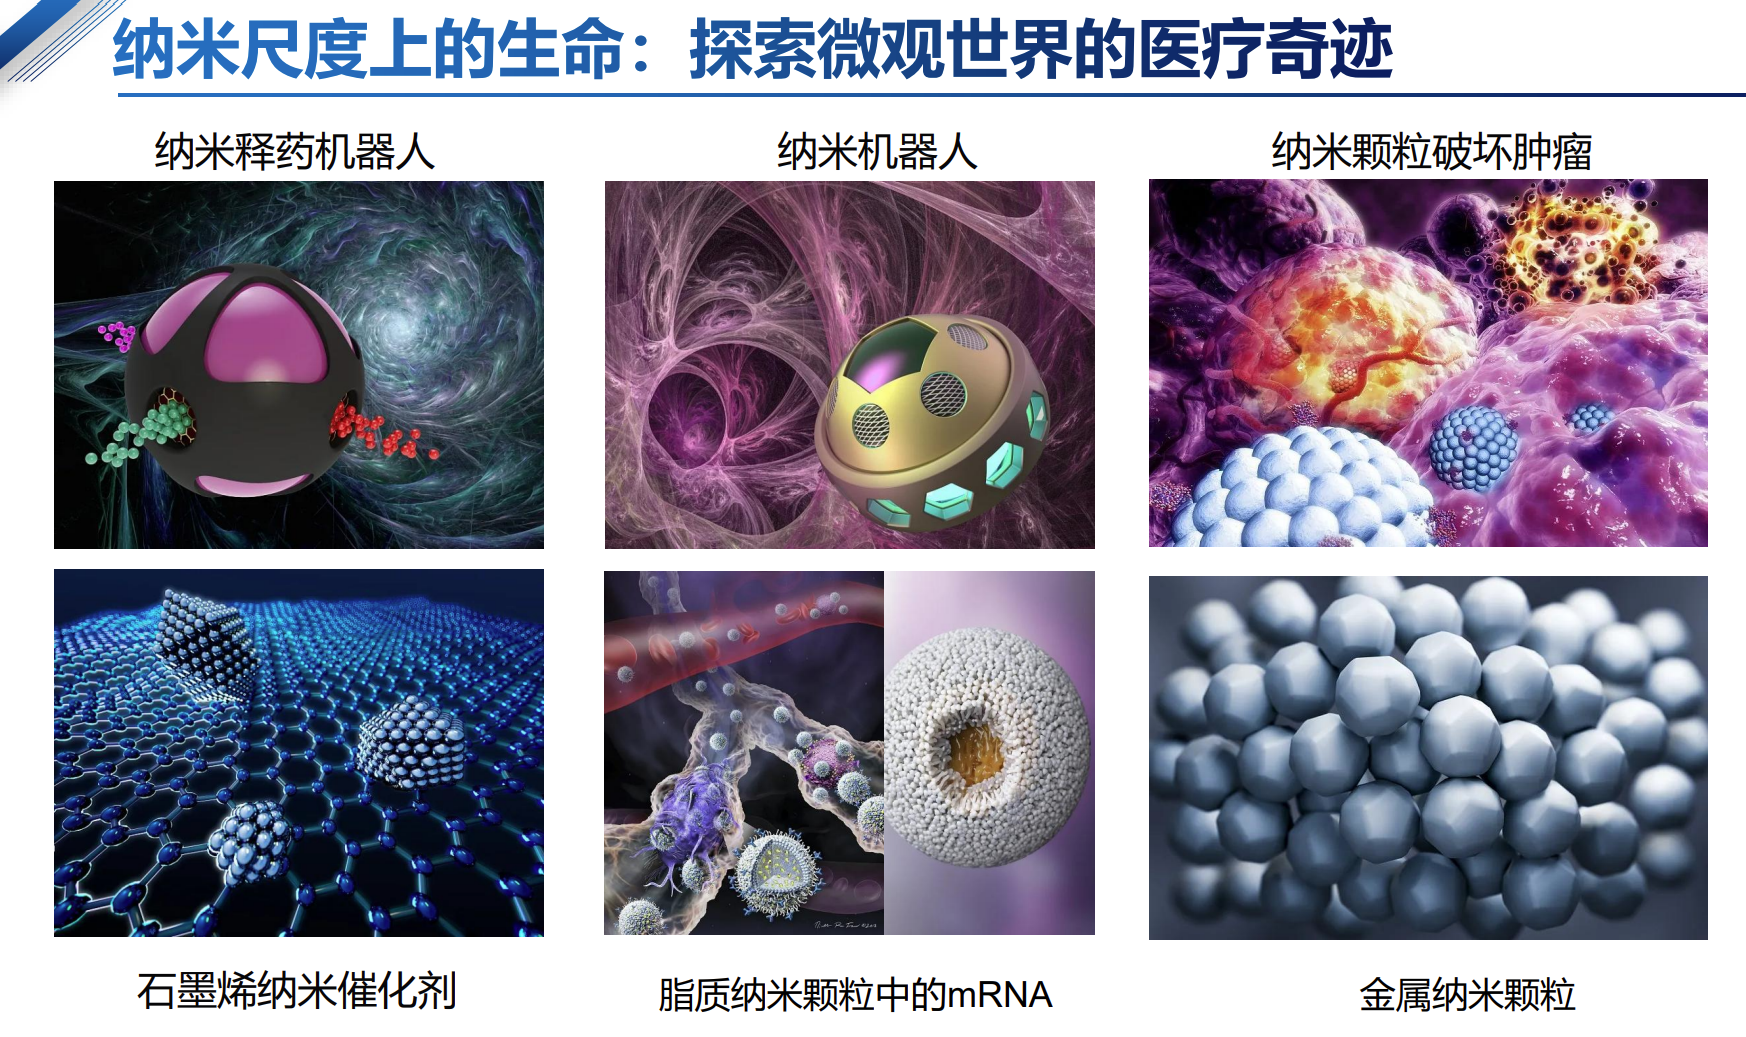 纳米尺度上的生命：探索微观世界的医疗奇迹
纳米释药机器人
纳米机器人
纳米颗粒破坏肿瘤
石墨烯纳米催化剂
脂质纳米颗粒中的mRNA
金属纳米颗粒